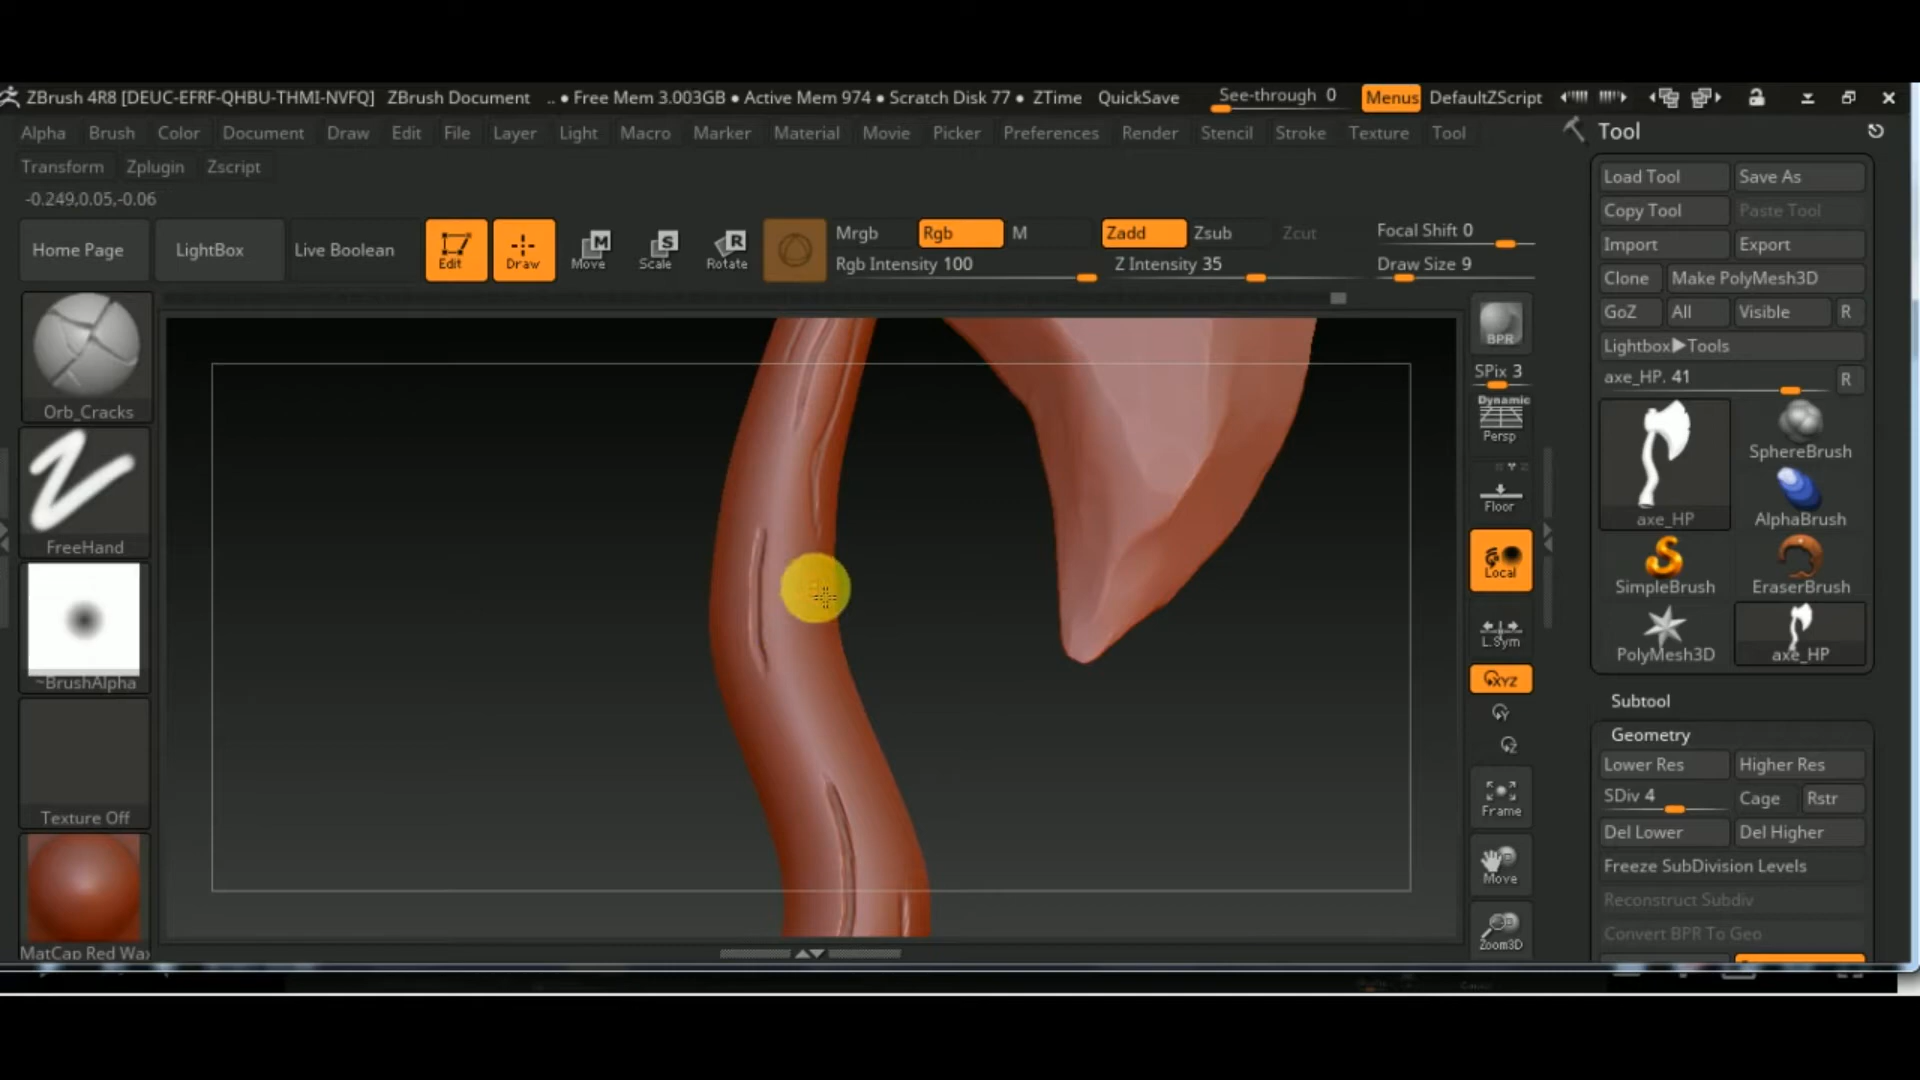 ZBrush 4R8 [DEUC-EFRF-QHBU-THMI-NVFQ] ZBrush Document .. • Free Mem 3.003GB • Active Mem 974 • Scratch Disk 77 • ZTime QuickSave See-through 0 Menus DefaultZScript
Alpha Brush Color Document Draw Edit File Layer Light Macro Marker Material Movie Picker Preferences Render Stencil Stroke Texture Tool
Transform Zplugin Zscript
-0.249,0.05,-0.06
Home Page LightBox Live Boolean Edit Draw Move Scale Rotate
M S R
Mrgb Rgb M Zadd Zsub Zcut Focal Shift 0
Rgb Intensity 100 Z Intensity 35 Draw Size 9
Orb_Cracks
FreeHand
~BrushAlpha
Texture Off
MatCap Red Wax
BPR
SPix 3
Dynamic
Persp
Floor
Local
L.Sym
XYZ
Y
Z
Frame
Move
Zoom3D
Tool
Load Tool Save As
Copy Tool Paste Tool
Import Export
Clone Make PolyMesh3D
GoZ All Visible R
Lightbox▶Tools
axe_HP. 41 R
axe_HP SphereBrush
AlphaBrush
SimpleBrush EraserBrush
PolyMesh3D axe_HP
Subtool
Geometry
Lower Res Higher Res
SDiv 4 Cage Rstr
Del Lower Del Higher
Freeze SubDivision Levels
Reconstruct Subdiv
Convert BPR To Geo